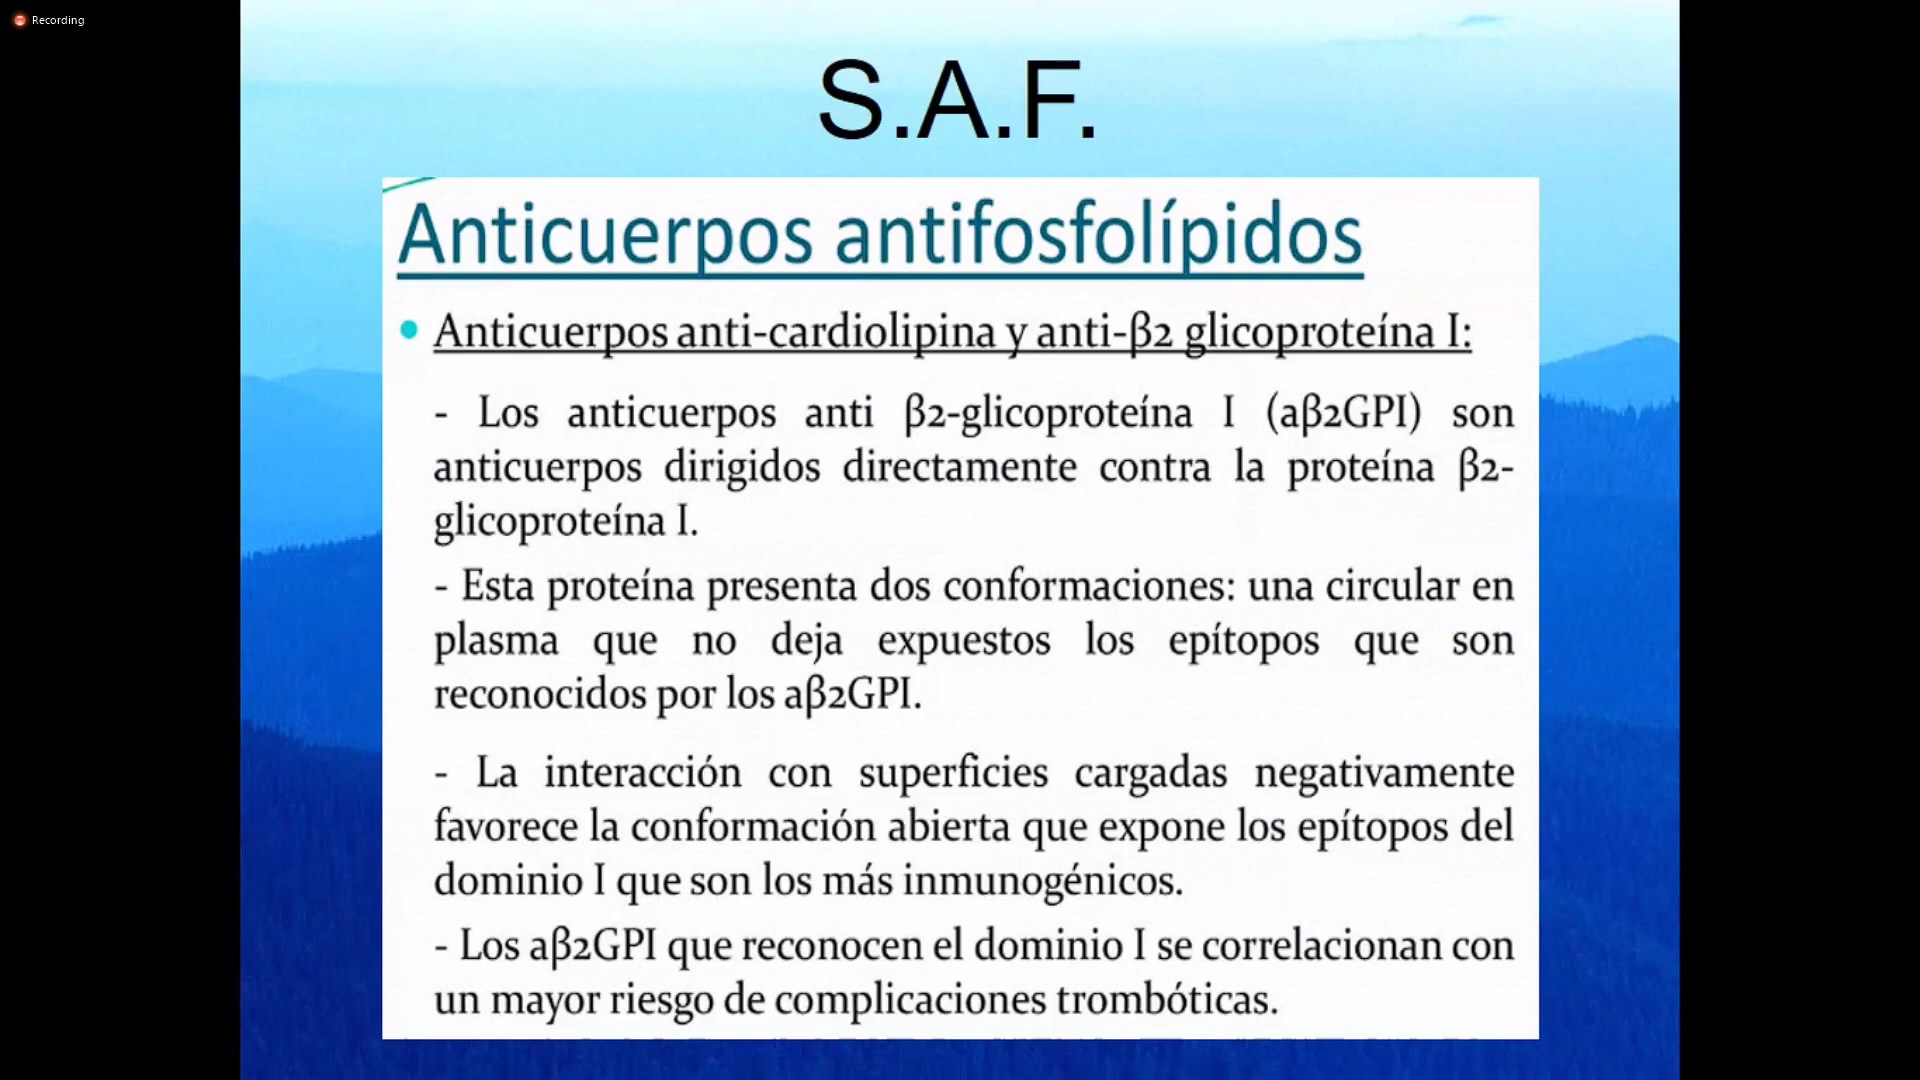 Recording
S.A.F.
Anticuerpos antifosfolípidos
• Anticuerpos anti-cardiolipina y anti-β2 glicoproteína I:
- Los anticuerpos anti β2-glicoproteína I (aβ2GPI) son
anticuerpos dirigidos directamente contra la proteína β2-
glicoproteína I.
- Esta proteína presenta dos conformaciones: una circular en
plasma que no deja expuestos los epítopos que son
reconocidos por los aβ2GPI.
- La interacción con superficies cargadas negativamente
favorece la conformación abierta que expone los epítopos del
dominio I que son los más inmunogénicos.
- Los aβ2GPI que reconocen el dominio I se correlacionan con
un mayor riesgo de complicaciones trombóticas.